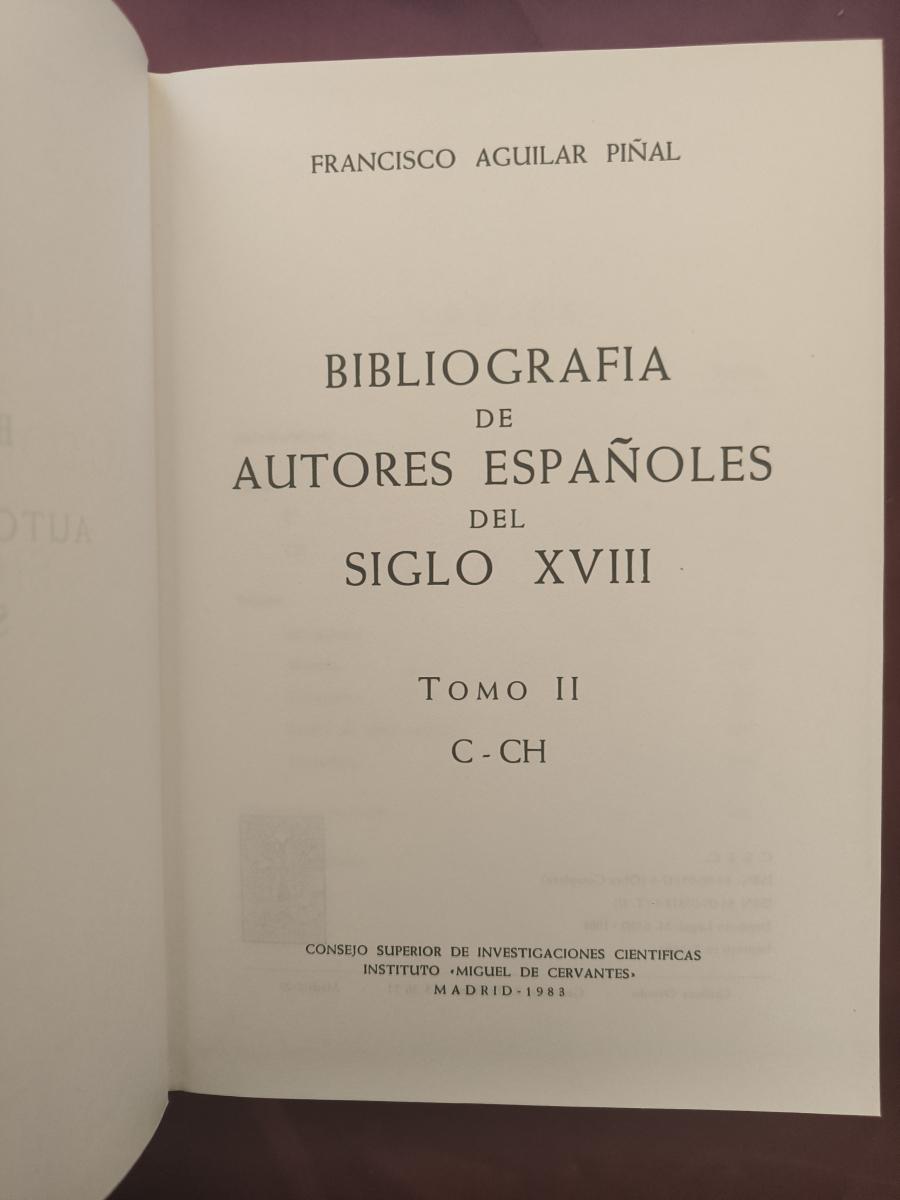 FRANCISCO AGUILAR PIÑAL
BIBLIOGRAFIA
DE
AUTORES ESPAÑOLES
DEL
SIGLO XVIII
TOMO II
C - CH
CONSEJO SUPERIOR DE INVESTIGACIONES CIENTIFICAS
INSTITUTO «MIGUEL DE CERVANTES»
MADRID - 1983